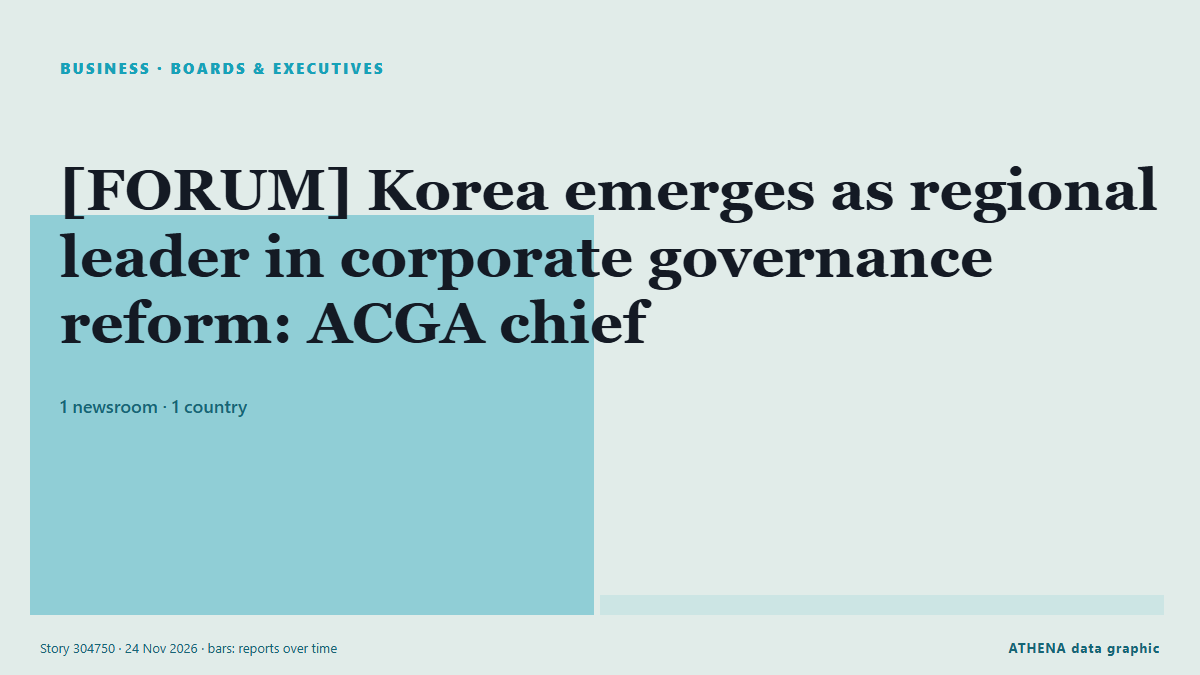 BUSINESS · BOARDS & EXECUTIVES
[FORUM] Korea emerges as regional
leader in corporate governance
reform: ACGA chief
1 newsroom · 1 country
Story 304750 · 24 Nov 2026 · bars: reports over time
ATHENA data graphic